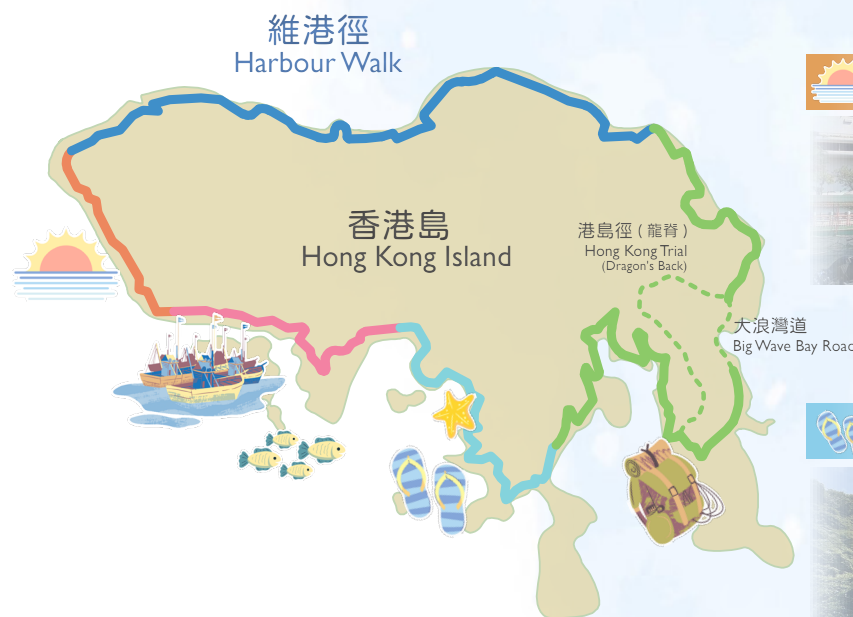 維港徑
Harbour Walk
香港島
Hong Kong Island
港島徑 ( 龍脊 )
Hong Kong Trial
(Dragon's Back)
大浪灣道
Big Wave Bay Road